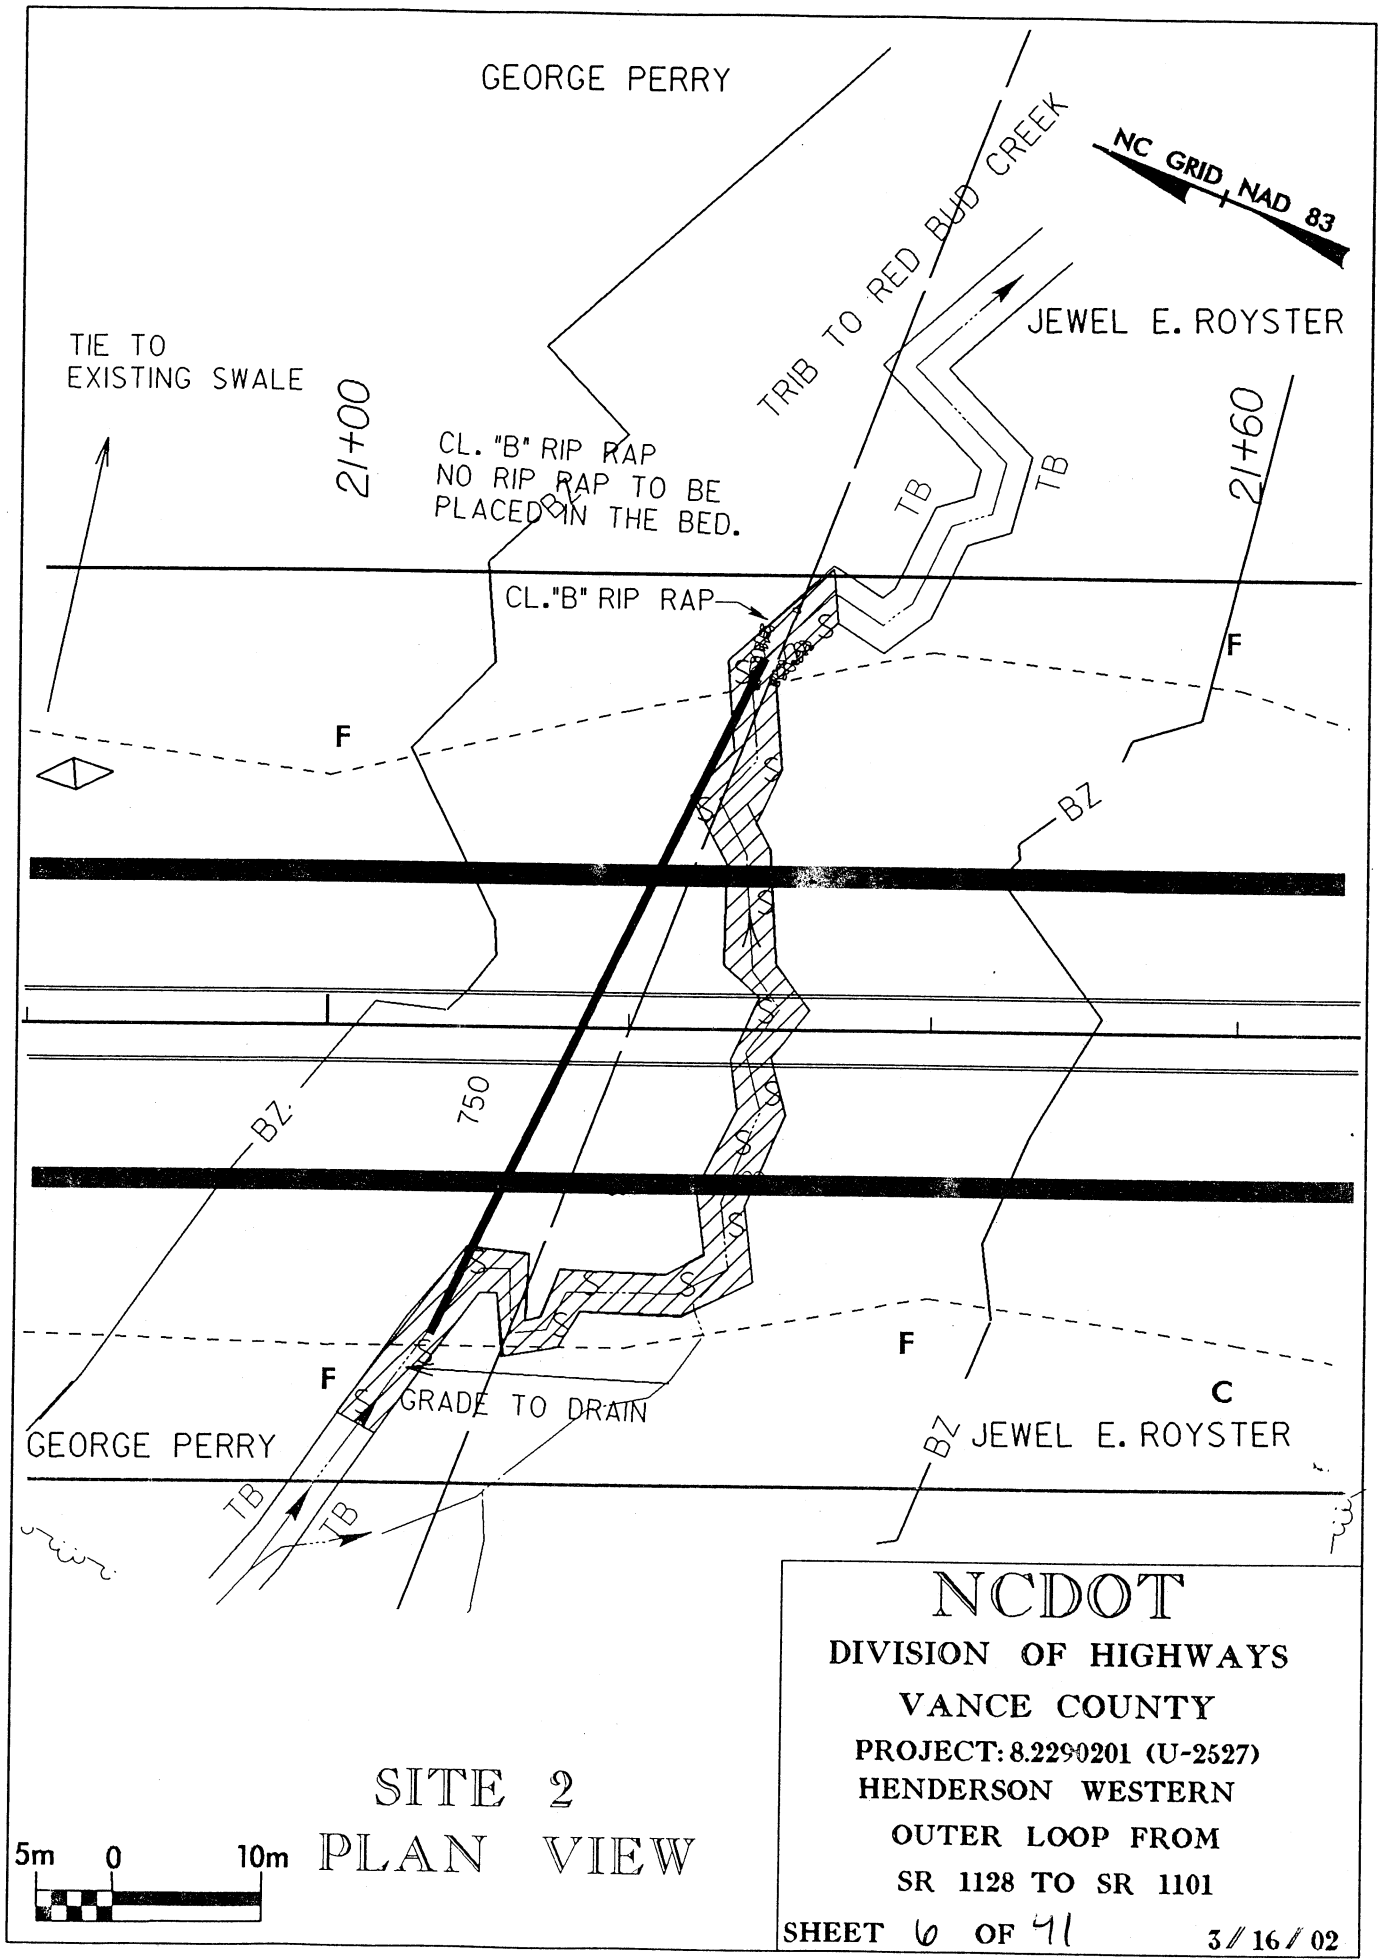 GEORGE PERRY
NC GRID NAD 83
TRIB TO RED BUD CREEK
JEWEL E. ROYSTER
TIE TO
EXISTING SWALE
21+00
21+60
CL. "B" RIP RAP
NO RIP RAP TO BE
PLACED IN THE BED.
BZ
TB
TB
CL."B" RIP RAP
S
F
S
F
S
S
BZ
S
S
750
BZ
S
S
S
S
S
S
S
F
S
F
S
C
GRADE TO DRAIN
GEORGE PERRY
BZ
JEWEL E. ROYSTER
TB
TB
NCDOT
DIVISION OF HIGHWAYS
VANCE COUNTY
PROJECT: 8.2290201 (U-2527)
HENDERSON WESTERN
OUTER LOOP FROM
SR 1128 TO SR 1101
SHEET 6 OF 41
3 / 16 / 02
SITE 2
PLAN VIEW
5m 0 10m